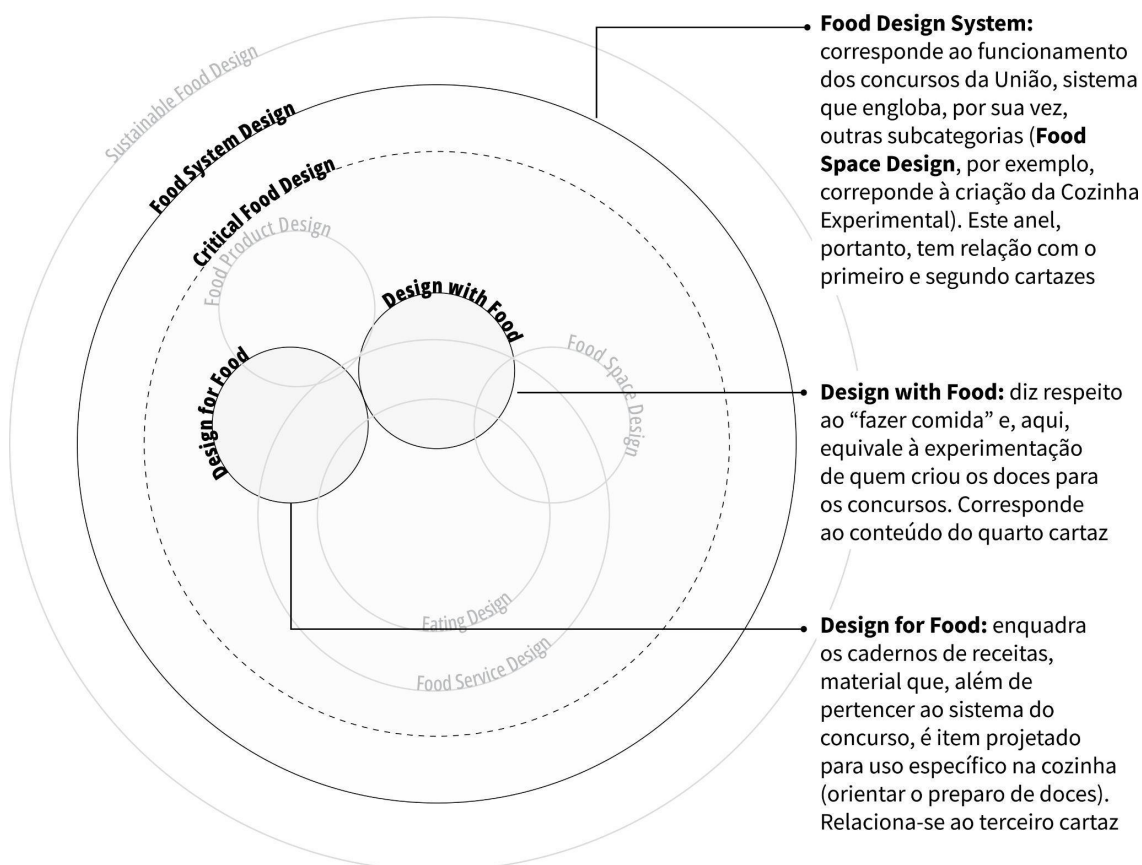 Sustainable Food Design
Food System Design
Critical Food Design
Food Product Design
Design with Food
Design for Food
Food Space Design
Eating Design
Food Service Design
Food Design System:
corresponde ao funcionamento
dos concursos da União, sistema
que engloba, por sua vez,
outras subcategorias (Food
Space Design, por exemplo,
correponde à criação da Cozinha
Experimental). Este anel,
portanto, tem relação com o
primeiro e segundo cartazes
Design with Food: diz respeito
ao “fazer comida” e, aqui,
equivale à experimentação
de quem criou os doces para
os concursos. Corresponde
ao conteúdo do quarto cartaz
Design for Food: enquadra
os cadernos de receitas,
material que, além de
pertencer ao sistema do
concurso, é item projetado
para uso específico na cozinha
(orientar o preparo de doces).
Relaciona-se ao terceiro cartaz